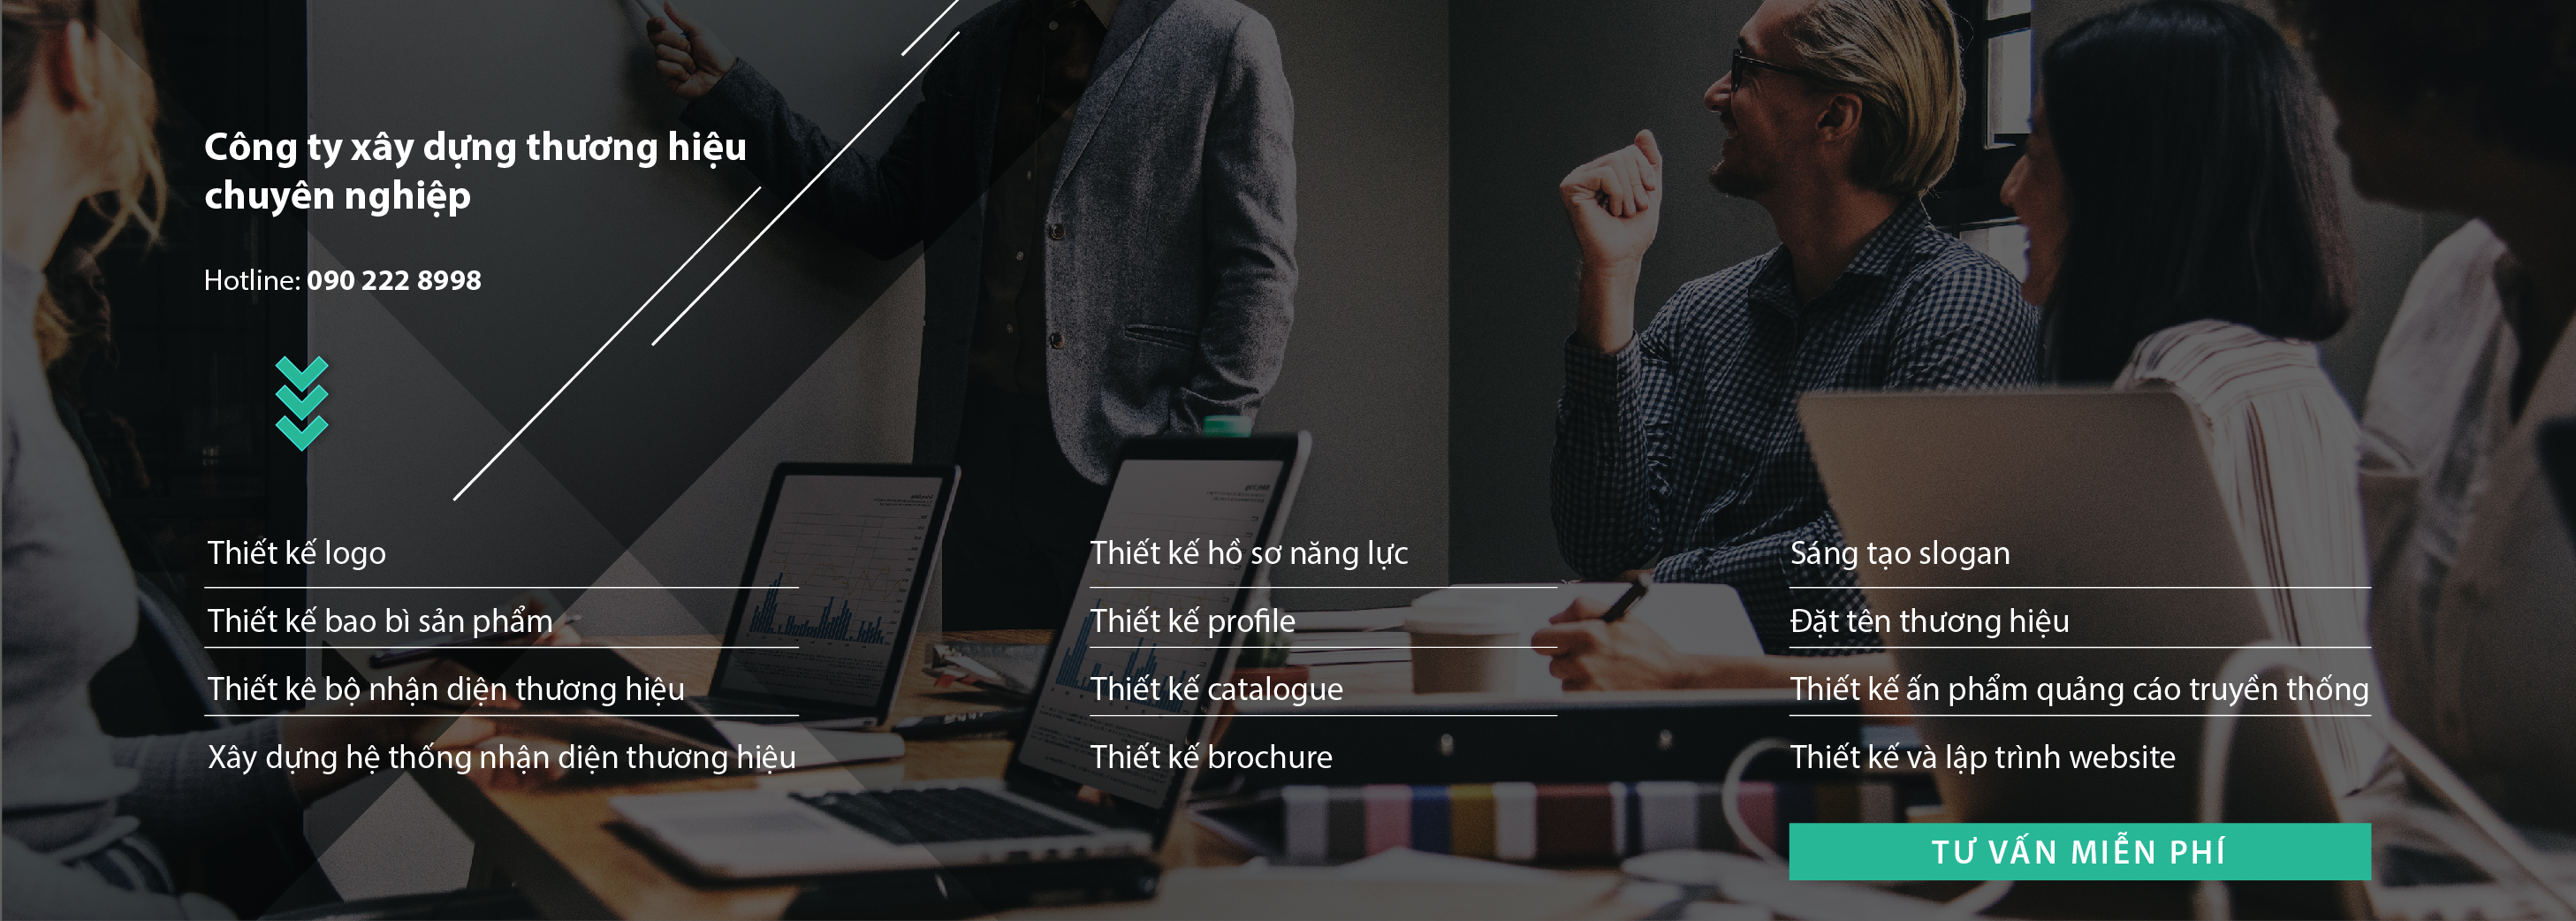 Công ty xây dựng thương hiệu
chuyên nghiệp
Hotline: 090 222 8998
Thiết kế logo
Thiết kế bao bì sản phẩm
Thiết kê bộ nhận diện thương hiệu
Xây dựng hệ thống nhận diện thương hiệu
Thiết kế hồ sơ năng lực
Thiết kế profile
Thiết kế catalogue
Thiết kế brochure
Sáng tạo slogan
Đặt tên thương hiệu
Thiết kế ấn phẩm quảng cáo truyền thống
Thiết kế và lập trình website
TƯ VẤN MIỄN PHÍ